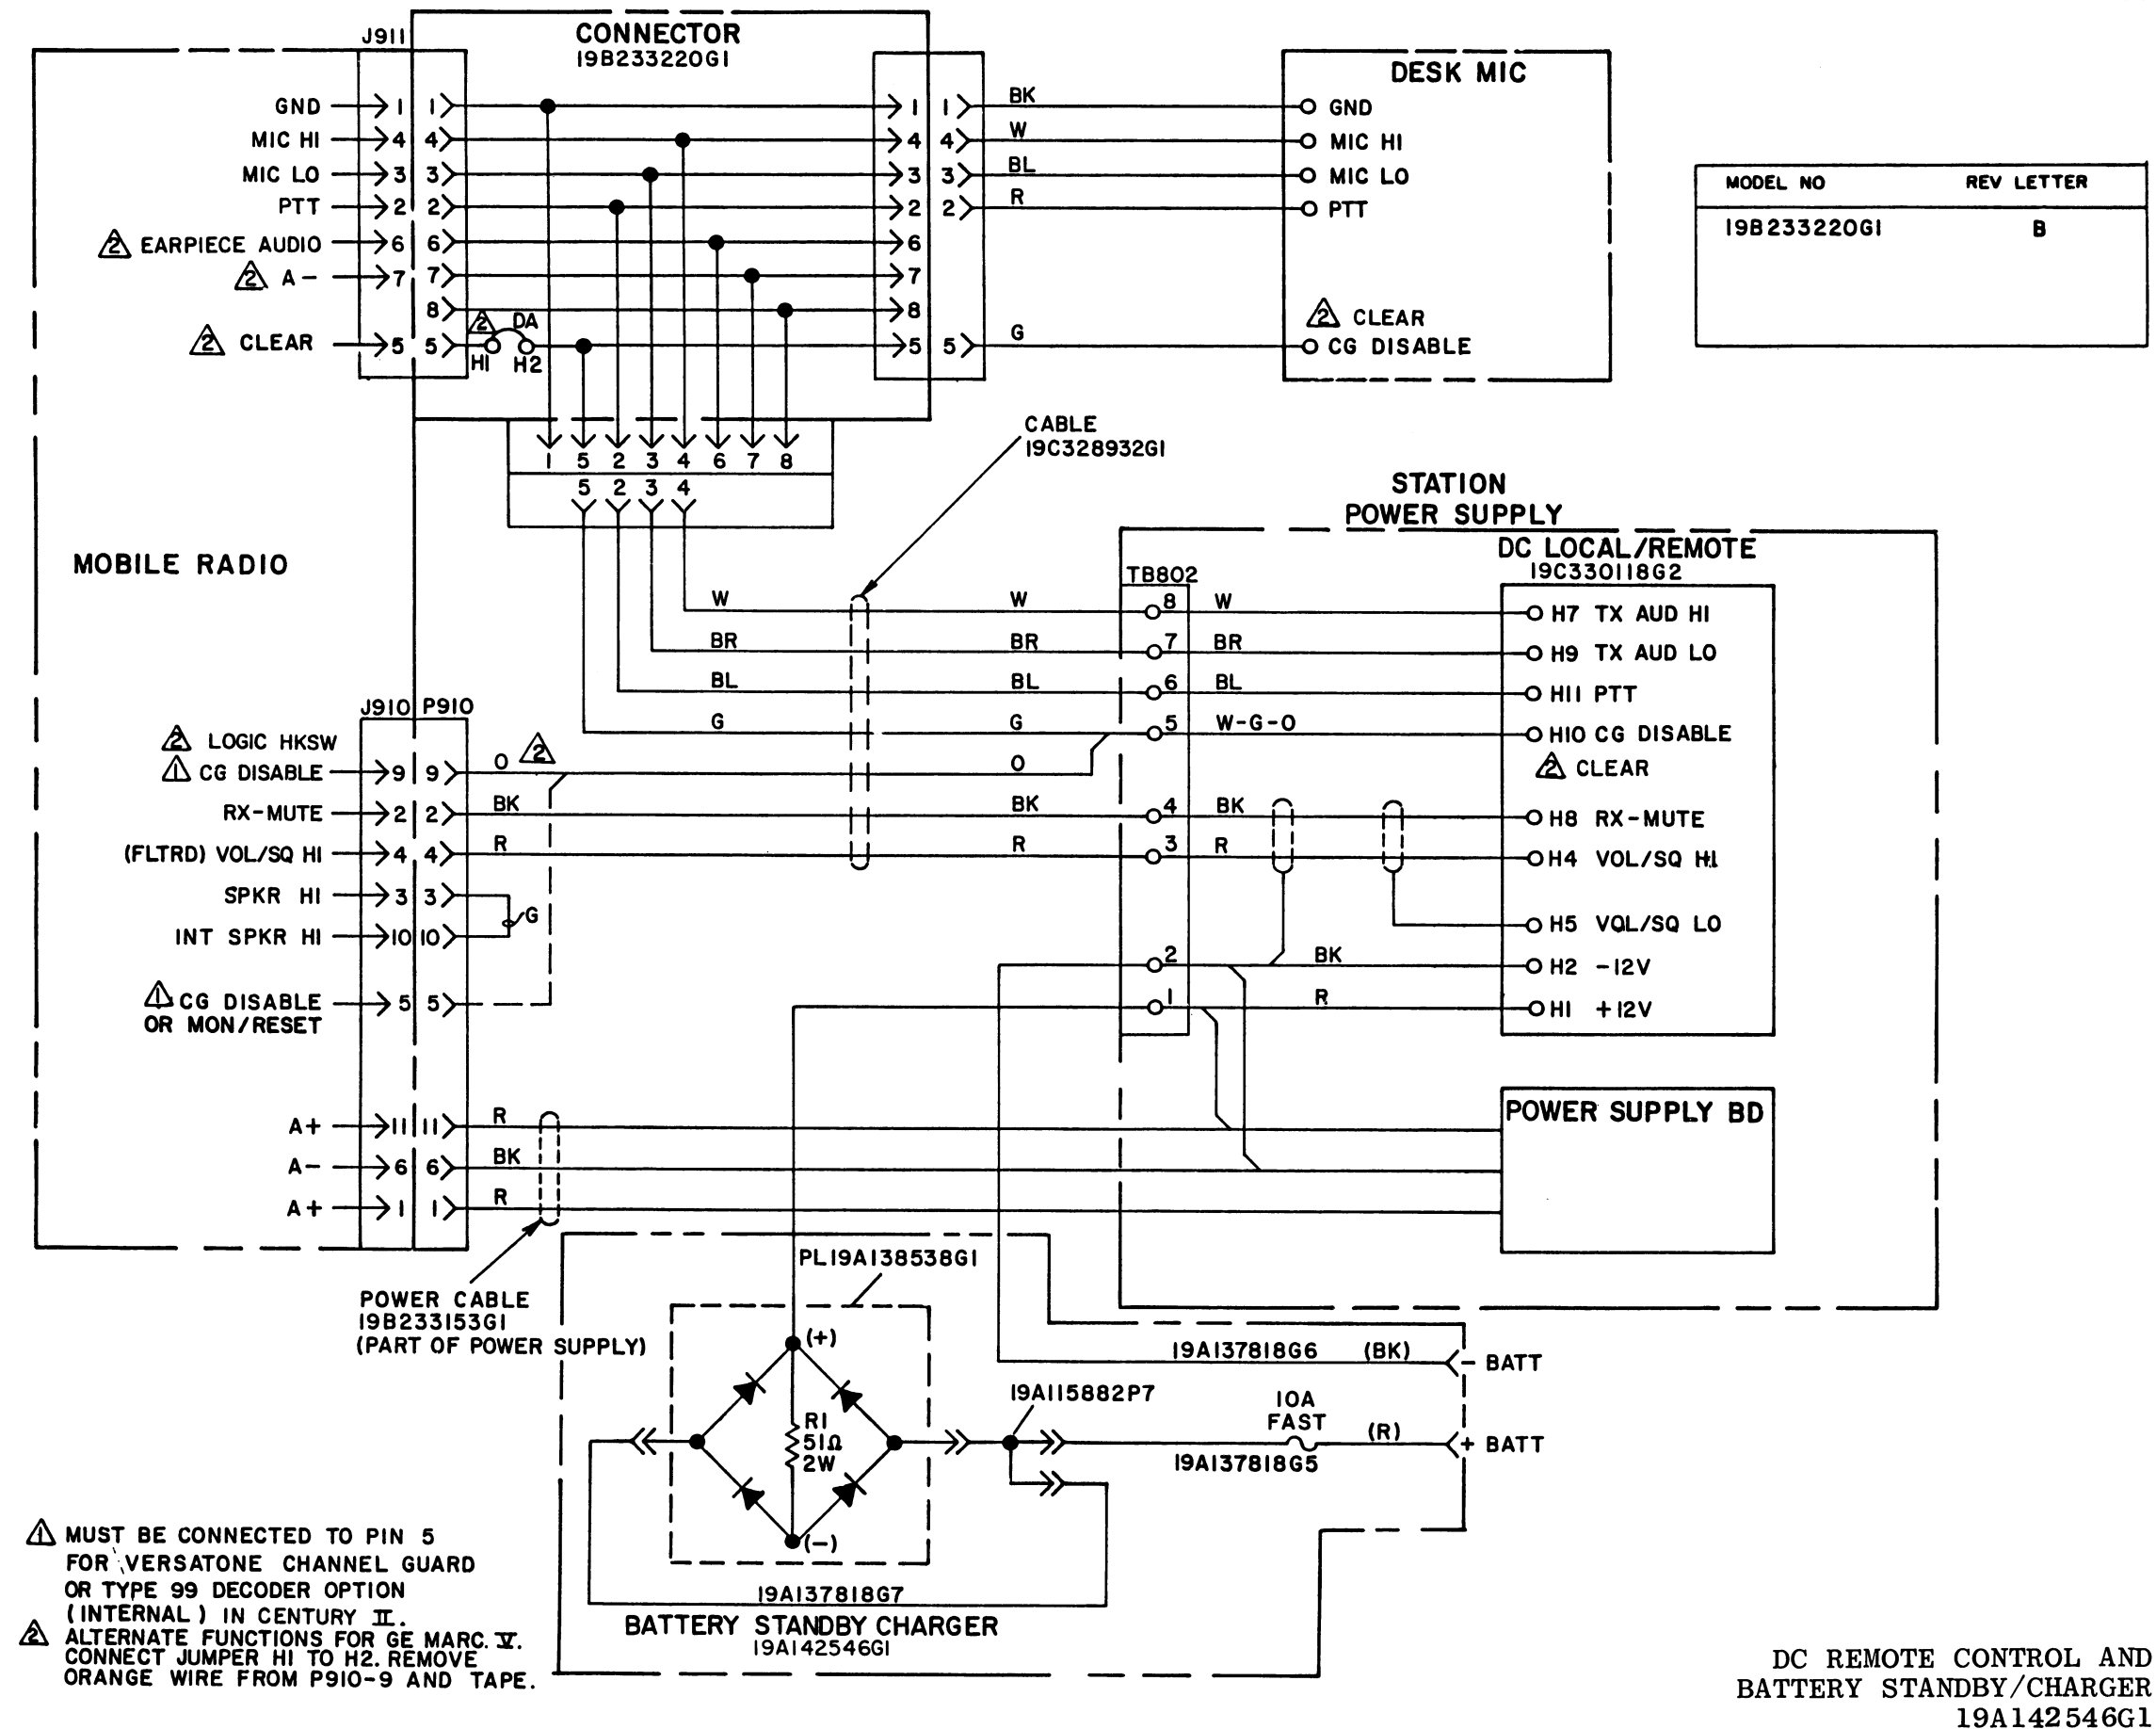 J911
CONNECTOR
19B233220G1
GND 1 1 1 1 BK GND
MIC HI 4 4 4 4 W MIC HI
MIC LO 3 3 3 3 BL MIC LO
PTT 2 2 2 2 R PTT
2 EARPIECE AUDIO 6 6 6
2 A- 7 7 7
8 8
2 CLEAR 5 5 2 DA 5 5 G
H1 H2
DESK MIC
2 CLEAR
CG DISABLE
MODEL NO REV LETTER
19B233220G1 B
1 5 2 3 4 6 7 8
5 2 3 4
CABLE
19C328932G1
MOBILE RADIO
STATION
POWER SUPPLY
DC LOCAL/REMOTE
19C330118G2
TB802
W W 8 W H7 TX AUD HI
BR BR 7 BR H9 TX AUD LO
BL BL 6 BL H11 PTT
G G 5 W-G-O H10 CG DISABLE
2 CLEAR
J910 P910
2 LOGIC HKSW
1 CG DISABLE 9 9 O 2 O
RX-MUTE 2 2 BK BK 4 BK H8 RX-MUTE
(FLTRD) VOL/SQ HI 4 4 R R 3 R H4 VOL/SQ HI
SPKR HI 3 3 G
INT SPKR HI 10 10
H5 VOL/SQ LO
2 BK H2 -12V
1 R H1 +12V
1 CG DISABLE 5 5
OR MON/RESET
A+ 11 11 R
A- 6 6 BK
A+ 1 1 R
POWER SUPPLY BD
POWER CABLE
19B233153G1
(PART OF POWER SUPPLY)
PL19A138538G1
(+)
R1
51Ω
2W
(-)
19A137818G6 (BK) - BATT
19A115882P7
10A
FAST
(R) + BATT
19A137818G5
19A137818G7
BATTERY STANDBY CHARGER
19A142546G1
1 MUST BE CONNECTED TO PIN 5
FOR VERSATONE CHANNEL GUARD
OR TYPE 99 DECODER OPTION
(INTERNAL) IN CENTURY II.
2 ALTERNATE FUNCTIONS FOR GE MARC. V.
CONNECT JUMPER H1 TO H2. REMOVE
ORANGE WIRE FROM P910-9 AND TAPE.
DC REMOTE CONTROL AND
BATTERY STANDBY/CHARGER
19A142546G1